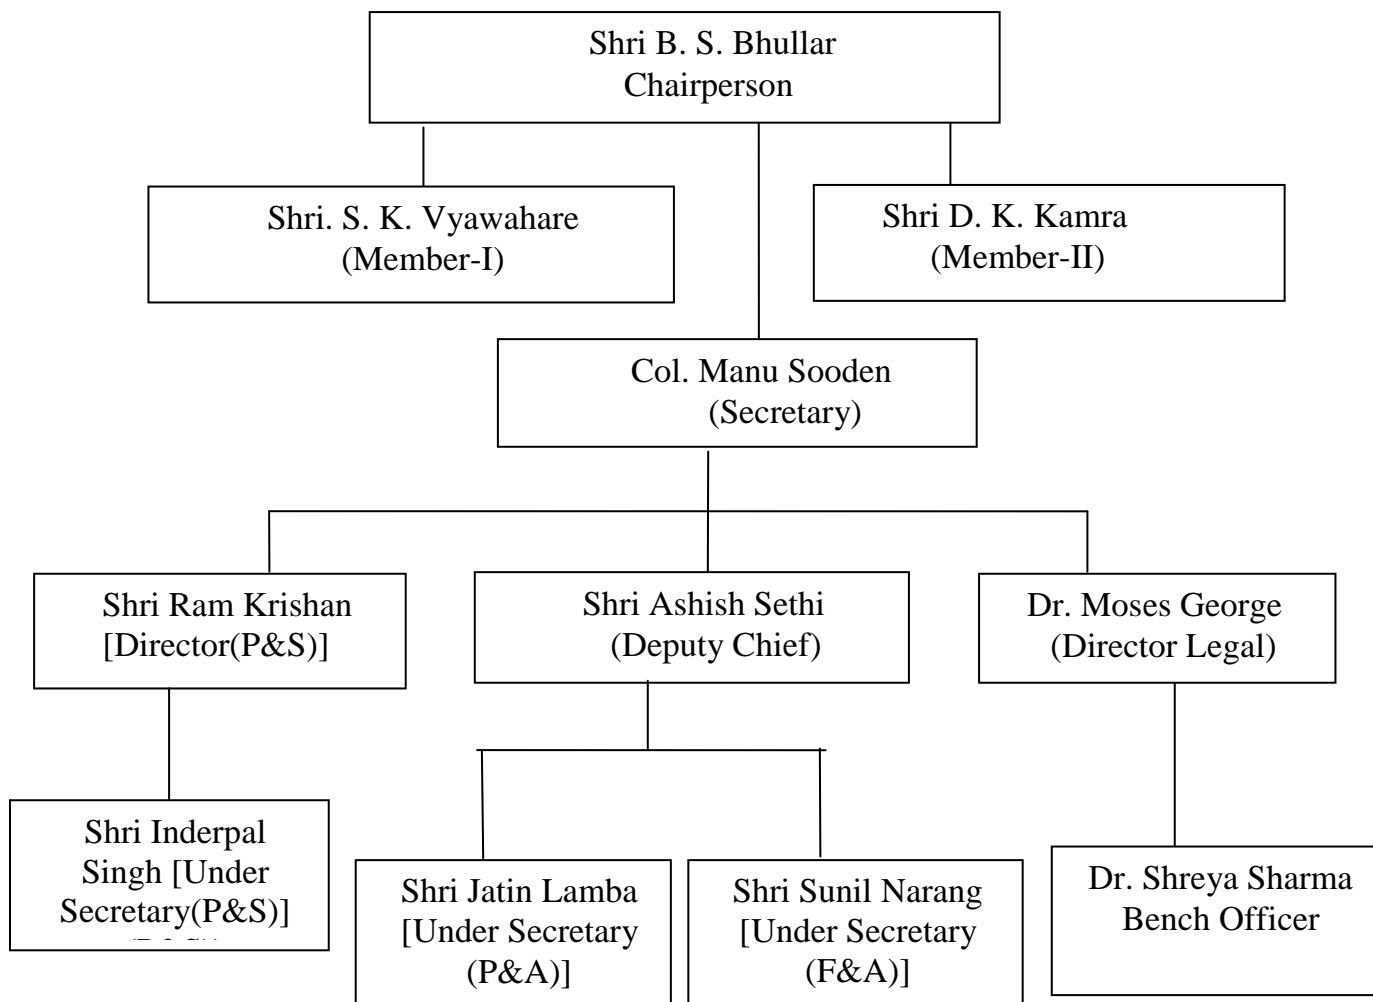 Shri B. S. Bhullar
Chairperson
Shri. S. K. Vyawahare
(Member-I)
Shri D. K. Kamra
(Member-II)
Col. Manu Sooden
(Secretary)
Shri Ram Krishan
[Director(P&S)]
Shri Ashish Sethi
(Deputy Chief)
Dr. Moses George
(Director Legal)
Shri Inderpal
Singh [Under
Secretary(P&S)]
Shri Jatin Lamba
[Under Secretary
(P&A)]
Shri Sunil Narang
[Under Secretary
(F&A)]
Dr. Shreya Sharma
Bench Officer